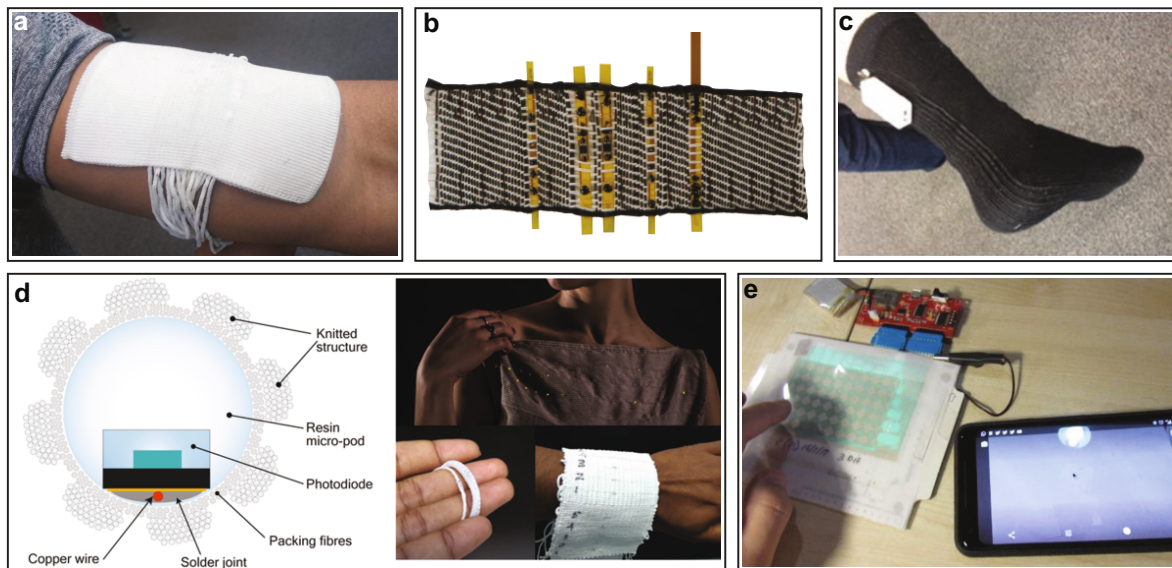 a
b
c
d
Knitted
structure
Resin
micro-pod
Photodiode
Packing fibres
Copper wire
Solder joint
e